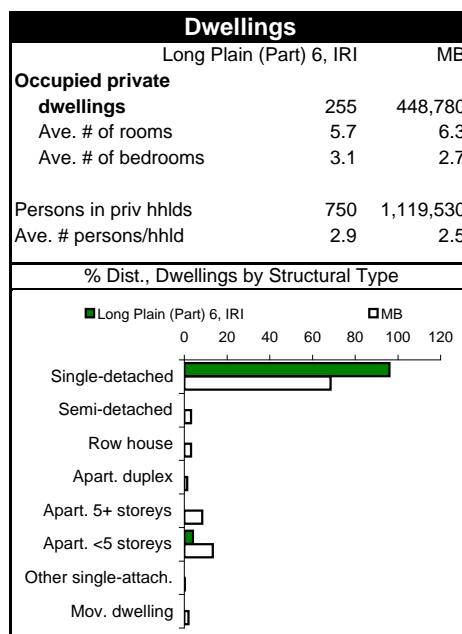 Dwellings
Long Plain (Part) 6, IRI MB
Occupied private
dwellings 255 448,780
Ave. # of rooms 5.7 6.3
Ave. # of bedrooms 3.1 2.7
Persons in priv hhlds 750 1,119,530
Ave. # persons/hhld 2.9 2.5
% Dist., Dwellings by Structural Type
Long Plain (Part) 6, IRI MB
0 20 40 60 80 100 120
Single-detached
Semi-detached
Row house
Apart. duplex
Apart. 5+ storeys
Apart. <5 storeys
Other single-attach.
Mov. dwelling